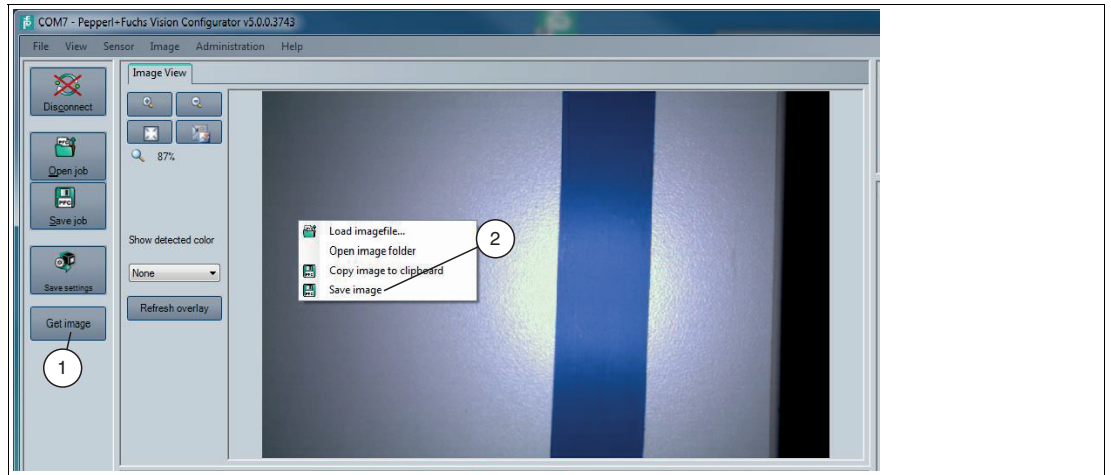 COM7 - Pepperl+Fuchs Vision Configurator v5.0.0.3743
File View Sensor Image Administration Help
Disconnect
Open job
Save job
Save settings
Get image
1
Image View
87%
Show detected color
None
Refresh overlay
Load imagefile...
Open image folder
Copy image to clipboard
Save image
2